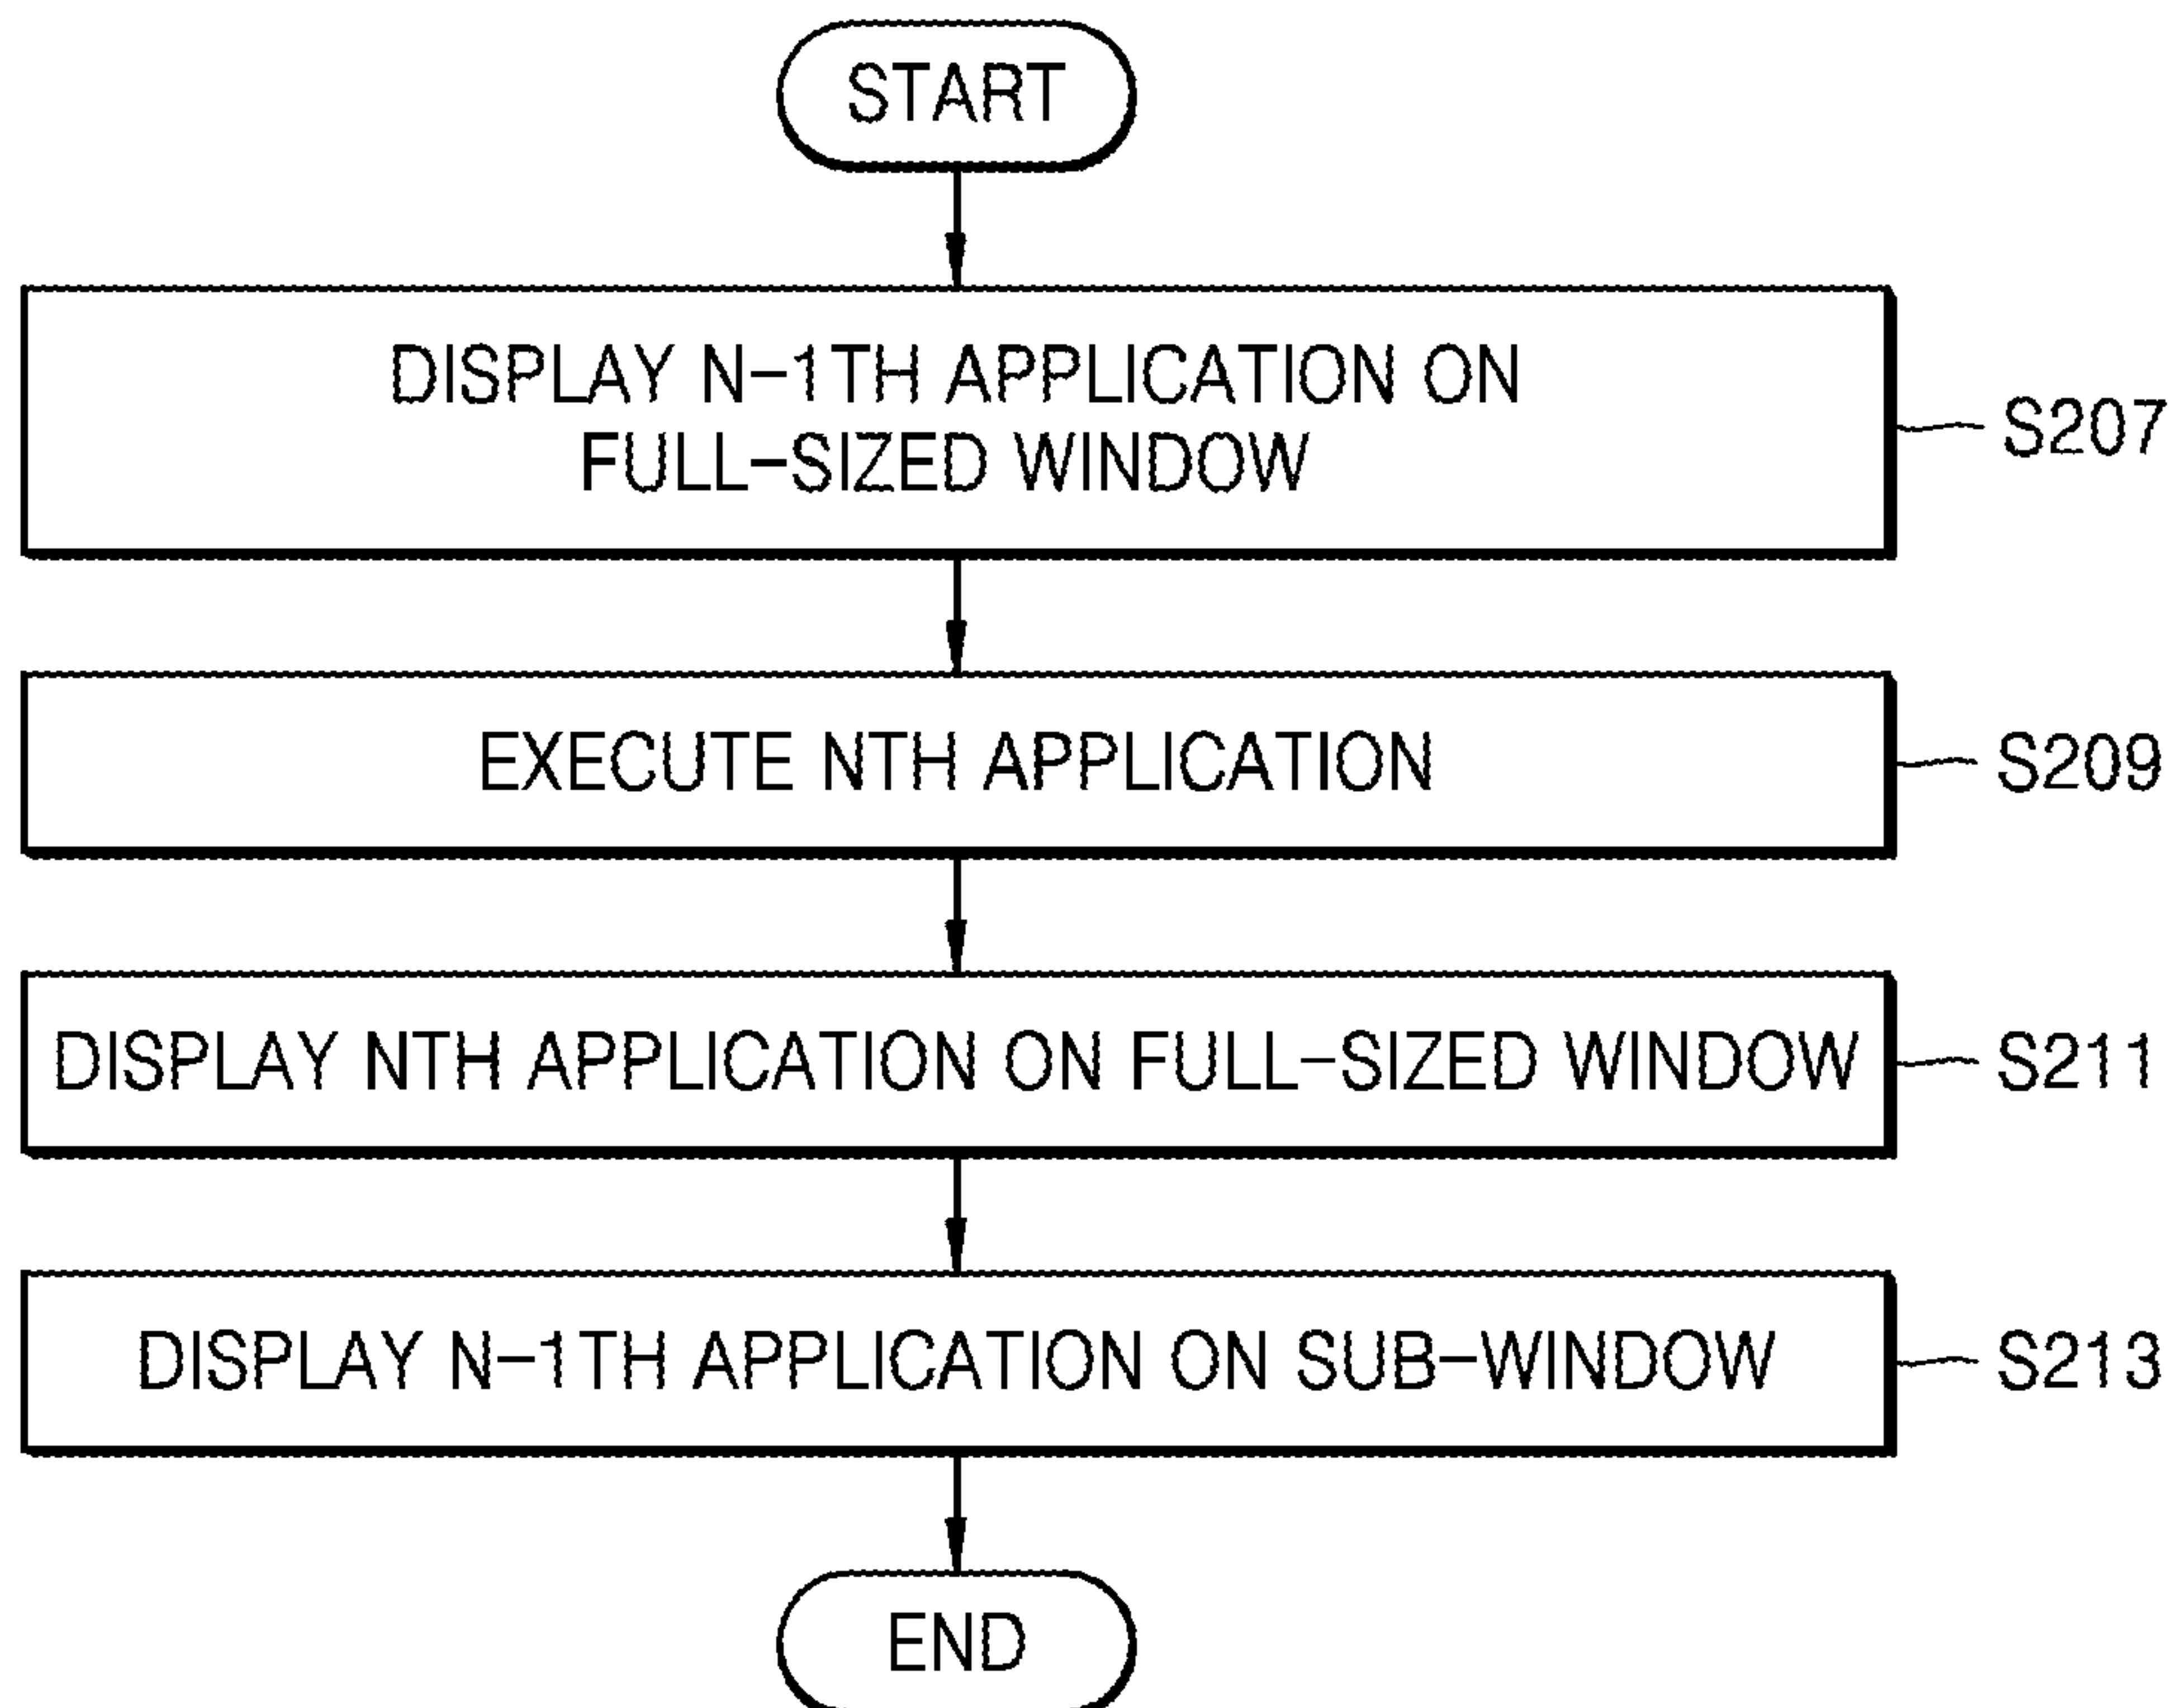 START
DISPLAY N-1TH APPLICATION ON
FULL-SIZED WINDOW
S207
EXECUTE NTH APPLICATION
S209
DISPLAY NTH APPLICATION ON FULL-SIZED WINDOW
S211
DISPLAY N-1TH APPLICATION ON SUB-WINDOW
S213
END